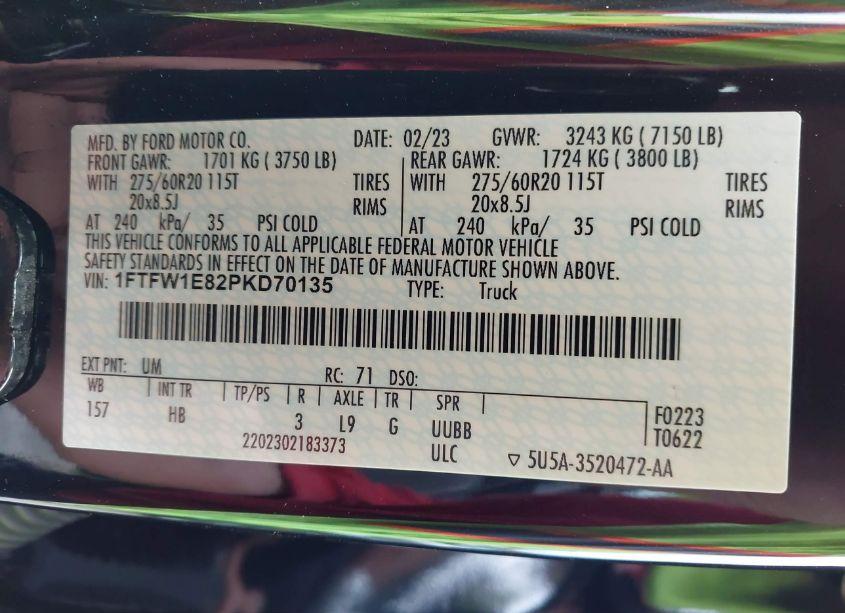 MFD. BY FORD MOTOR CO. DATE: 02/23 GVWR: 3243 KG ( 7150 LB)
FRONT GAWR: 1701 KG ( 3750 LB) REAR GAWR: 1724 KG ( 3800 LB)
WITH 275/60R20 115T TIRES WITH 275/60R20 115T TIRES
20x8.5J RIMS 20x8.5J RIMS
AT 240 kPa/ 35 PSI COLD AT 240 kPa/ 35 PSI COLD
THIS VEHICLE CONFORMS TO ALL APPLICABLE FEDERAL MOTOR VEHICLE
SAFETY STANDARDS IN EFFECT ON THE DATE OF MANUFACTURE SHOWN ABOVE.
VIN: 1FTFW1E82PKD70135 TYPE: Truck
EXT PNT: UM RC: 71 DSO:
WB INT TR TP/PS R AXLE TR SPR
157 HB 3 L9 G UUBB F0223
2202302183373 ULC T0622
▽ 5U5A-3520472-AA